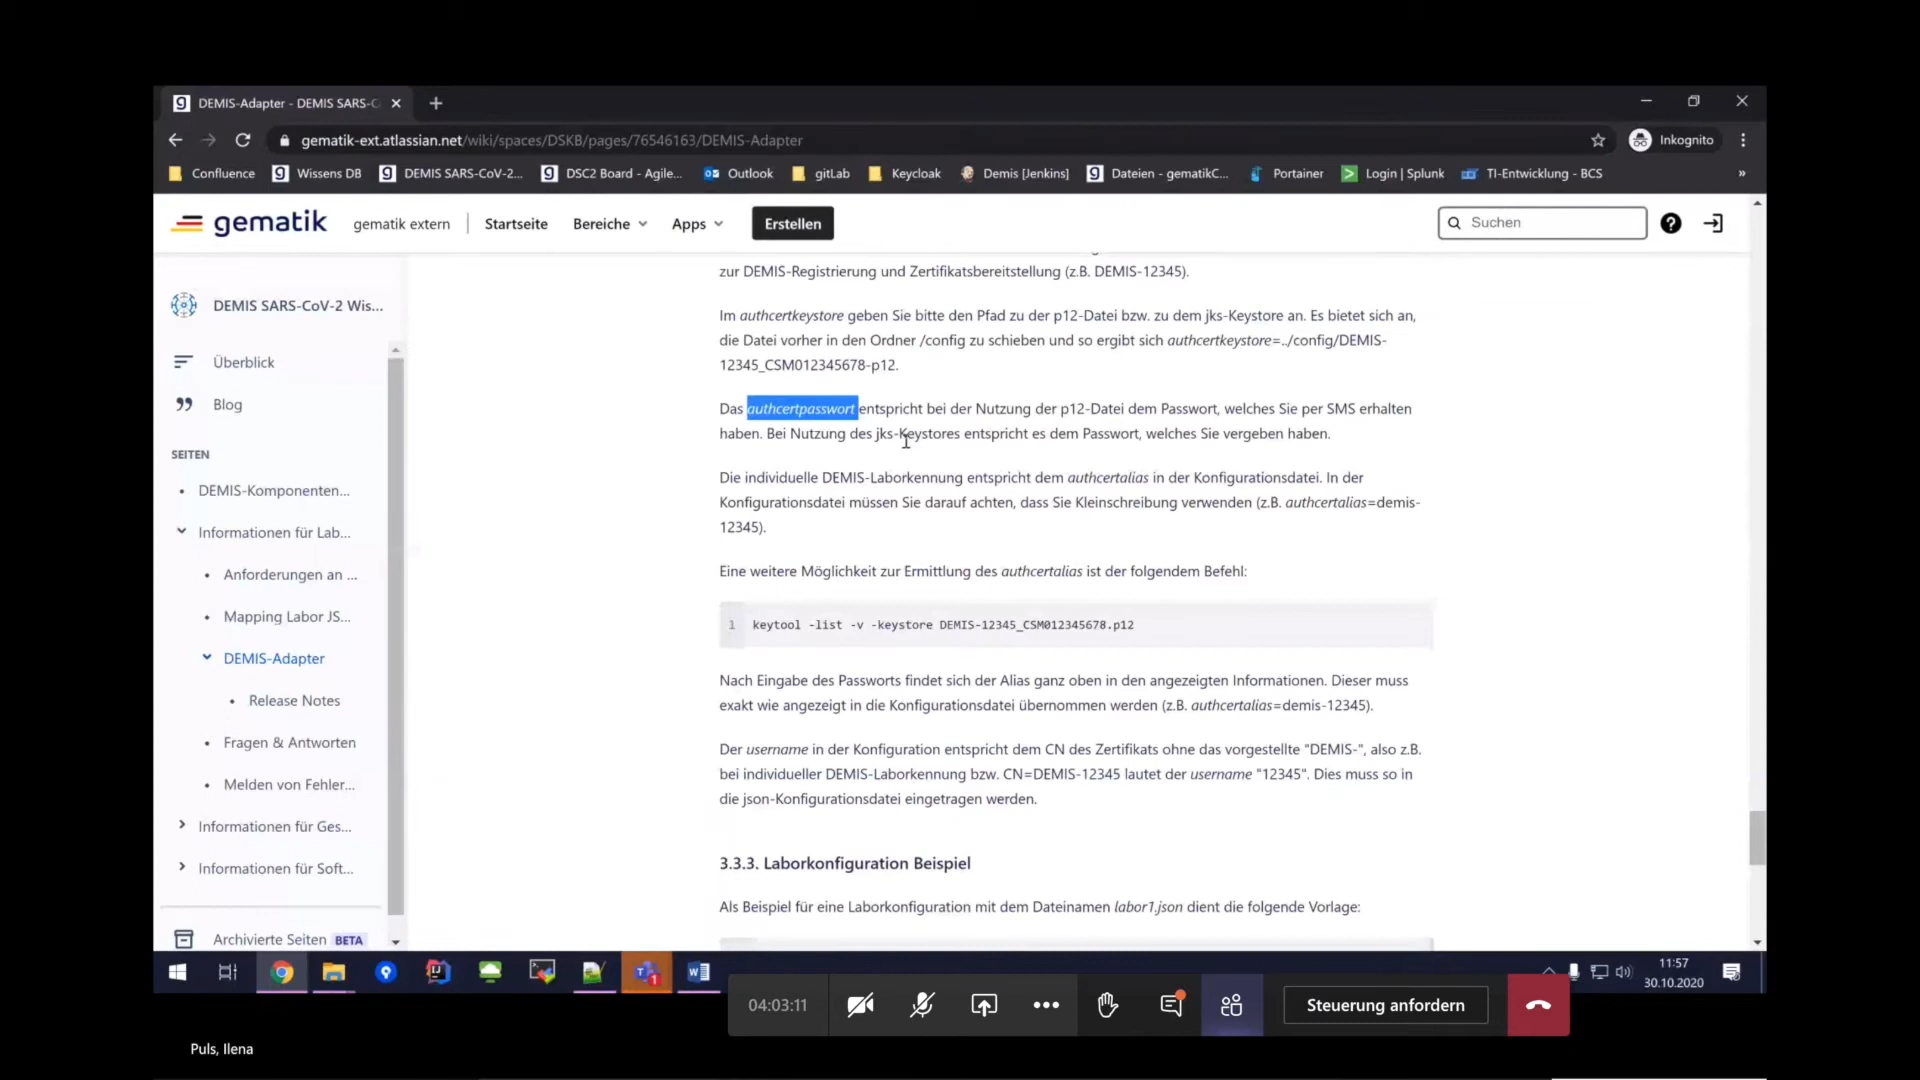 DEMIS-Adapter - DEMIS SARS-C
gematik-ext.atlassian.net/wiki/spaces/DSKB/pages/76546163/DEMIS-Adapter
Inkognito
Confluence
Wissens DB
DEMIS SARS-CoV-2...
DSC2 Board - Agile...
Outlook
gitLab
Keycloak
Demis [Jenkins]
Dateien - gematikC...
Portainer
Login | Splunk
TI-Entwicklung - BCS
»
gematik
gematik extern
Startseite
Bereiche
Apps
Erstellen
Suchen
DEMIS SARS-CoV-2 Wis...
Überblick
Blog
SEITEN
DEMIS-Komponenten...
Informationen für Lab...
Anforderungen an ...
Mapping Labor JS...
DEMIS-Adapter
Release Notes
Fragen & Antworten
Melden von Fehler...
Informationen für Ges...
Informationen für Soft...
Archivierte Seiten BETA
zur DEMIS-Registrierung und Zertifikatsbereitstellung (z.B. DEMIS-12345).
Im authcertkeystore geben Sie bitte den Pfad zu der p12-Datei bzw. zu dem jks-Keystore an. Es bietet sich an,
die Datei vorher in den Ordner /config zu schieben und so ergibt sich authcertkeystore=../config/DEMIS-
12345_CSM012345678-p12.
Das authcertpasswort entspricht bei der Nutzung der p12-Datei dem Passwort, welches Sie per SMS erhalten
haben. Bei Nutzung des jks-Keystores entspricht es dem Passwort, welches Sie vergeben haben.
Die individuelle DEMIS-Laborkennung entspricht dem authcertalias in der Konfigurationsdatei. In der
Konfigurationsdatei müssen Sie darauf achten, dass Sie Kleinschreibung verwenden (z.B. authcertalias=demis-
12345).
Eine weitere Möglichkeit zur Ermittlung des authcertalias ist der folgendem Befehl:
1 keytool -list -v -keystore DEMIS-12345_CSM012345678.p12
Nach Eingabe des Passworts findet sich der Alias ganz oben in den angezeigten Informationen. Dieser muss
exakt wie angezeigt in die Konfigurationsdatei übernommen werden (z.B. authcertalias=demis-12345).
Der username in der Konfiguration entspricht dem CN des Zertifikats ohne das vorgestellte "DEMIS-", also z.B.
bei individueller DEMIS-Laborkennung bzw. CN=DEMIS-12345 lautet der username "12345". Dies muss so in
die json-Konfigurationsdatei eingetragen werden.
3.3.3. Laborkonfiguration Beispiel
Als Beispiel für eine Laborkonfiguration mit dem Dateinamen labor1.json dient die folgende Vorlage:
11:57
30.10.2020
04:03:11
Steuerung anfordern
Puls, Ilena